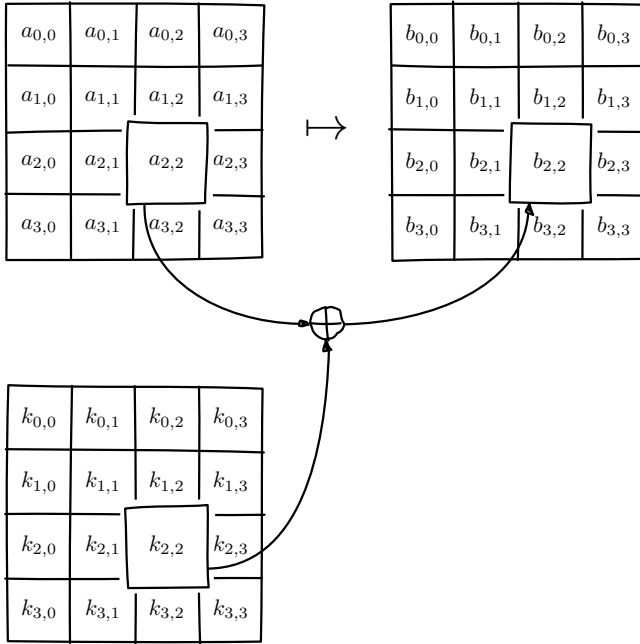 a_{0,0} a_{0,1} a_{0,2} a_{0,3}
a_{1,0} a_{1,1} a_{1,2} a_{1,3}
a_{2,0} a_{2,1} a_{2,2} a_{2,3}
a_{3,0} a_{3,1} a_{3,2} a_{3,3}
↦
b_{0,0} b_{0,1} b_{0,2} b_{0,3}
b_{1,0} b_{1,1} b_{1,2} b_{1,3}
b_{2,0} b_{2,1} b_{2,2} b_{2,3}
b_{3,0} b_{3,1} b_{3,2} b_{3,3}
⊕
k_{0,0} k_{0,1} k_{0,2} k_{0,3}
k_{1,0} k_{1,1} k_{1,2} k_{1,3}
k_{2,0} k_{2,1} k_{2,2} k_{2,3}
k_{3,0} k_{3,1} k_{3,2} k_{3,3}